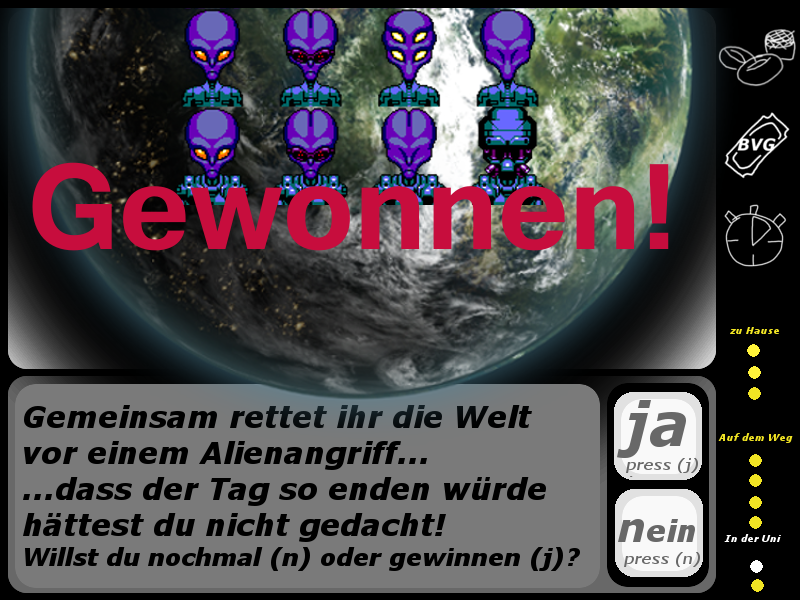 Gewonnen!
BVG
zu Hause
Auf dem Weg
In der Uni
Gemeinsam rettet ihr die Welt
vor einem Alienangriff...
...dass der Tag so enden würde
hättest du nicht gedacht!
Willst du nochmal (n) oder gewinnen (j)?
ja
press (j)
nein
press (n)